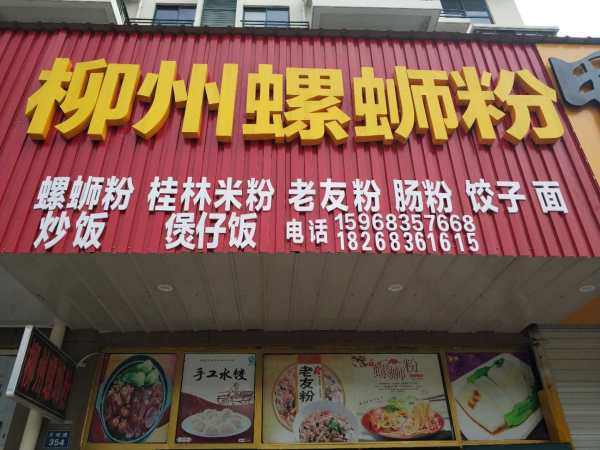 柳州螺蛳粉
螺蛳粉 桂林米粉 老友粉 肠粉 饺子 面
炒饭 煲仔饭 电话 15968357668
18268361615
手工水饺
老友粉
螺蛳粉
354